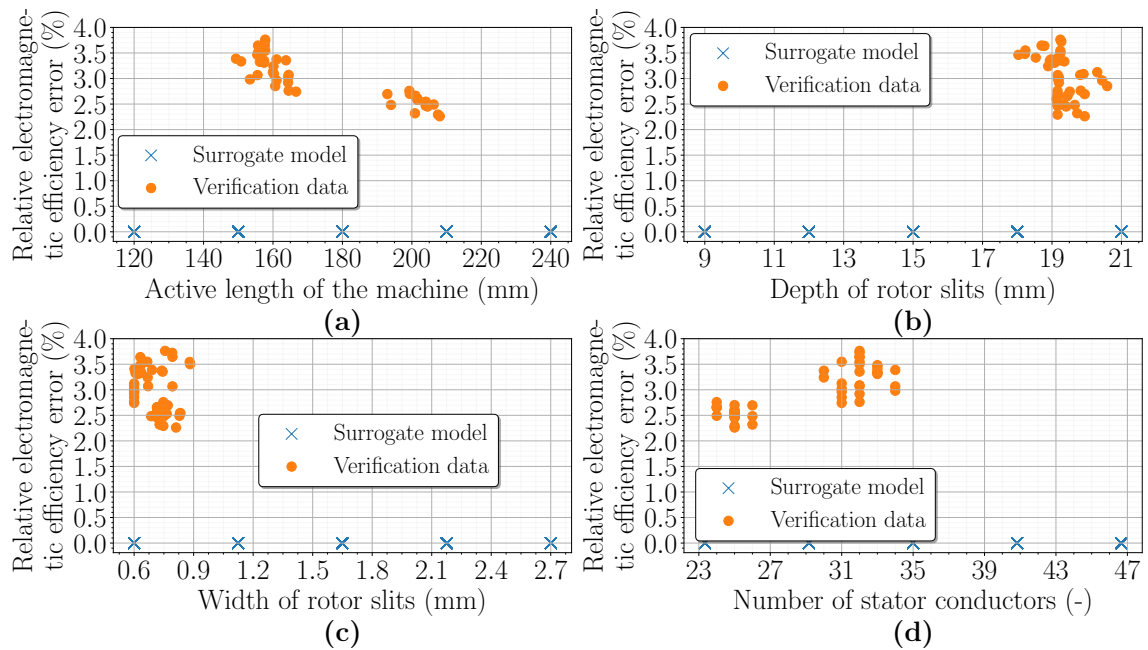 Relative electromagne-
tic efficiency error (%)
4.0
3.5
3.0
2.5
2.0
1.5
1.0
0.5
0.0
Surrogate model
Verification data
120 140 160 180 200 220 240
Active length of the machine (mm)
(a)
Relative electromagne-
tic efficiency error (%)
4.0
3.5
3.0
2.5
2.0
1.5
1.0
0.5
0.0
Surrogate model
Verification data
9 11 13 15 17 19 21
Depth of rotor slits (mm)
(b)
Relative electromagne-
tic efficiency error (%)
4.0
3.5
3.0
2.5
2.0
1.5
1.0
0.5
0.0
Surrogate model
Verification data
0.6 0.9 1.2 1.5 1.8 2.1 2.4 2.7
Width of rotor slits (mm)
(c)
Relative electromagne-
tic efficiency error (%)
4.0
3.5
3.0
2.5
2.0
1.5
1.0
0.5
0.0
Surrogate model
Verification data
23 27 31 35 39 43 47
Number of stator conductors (-)
(d)